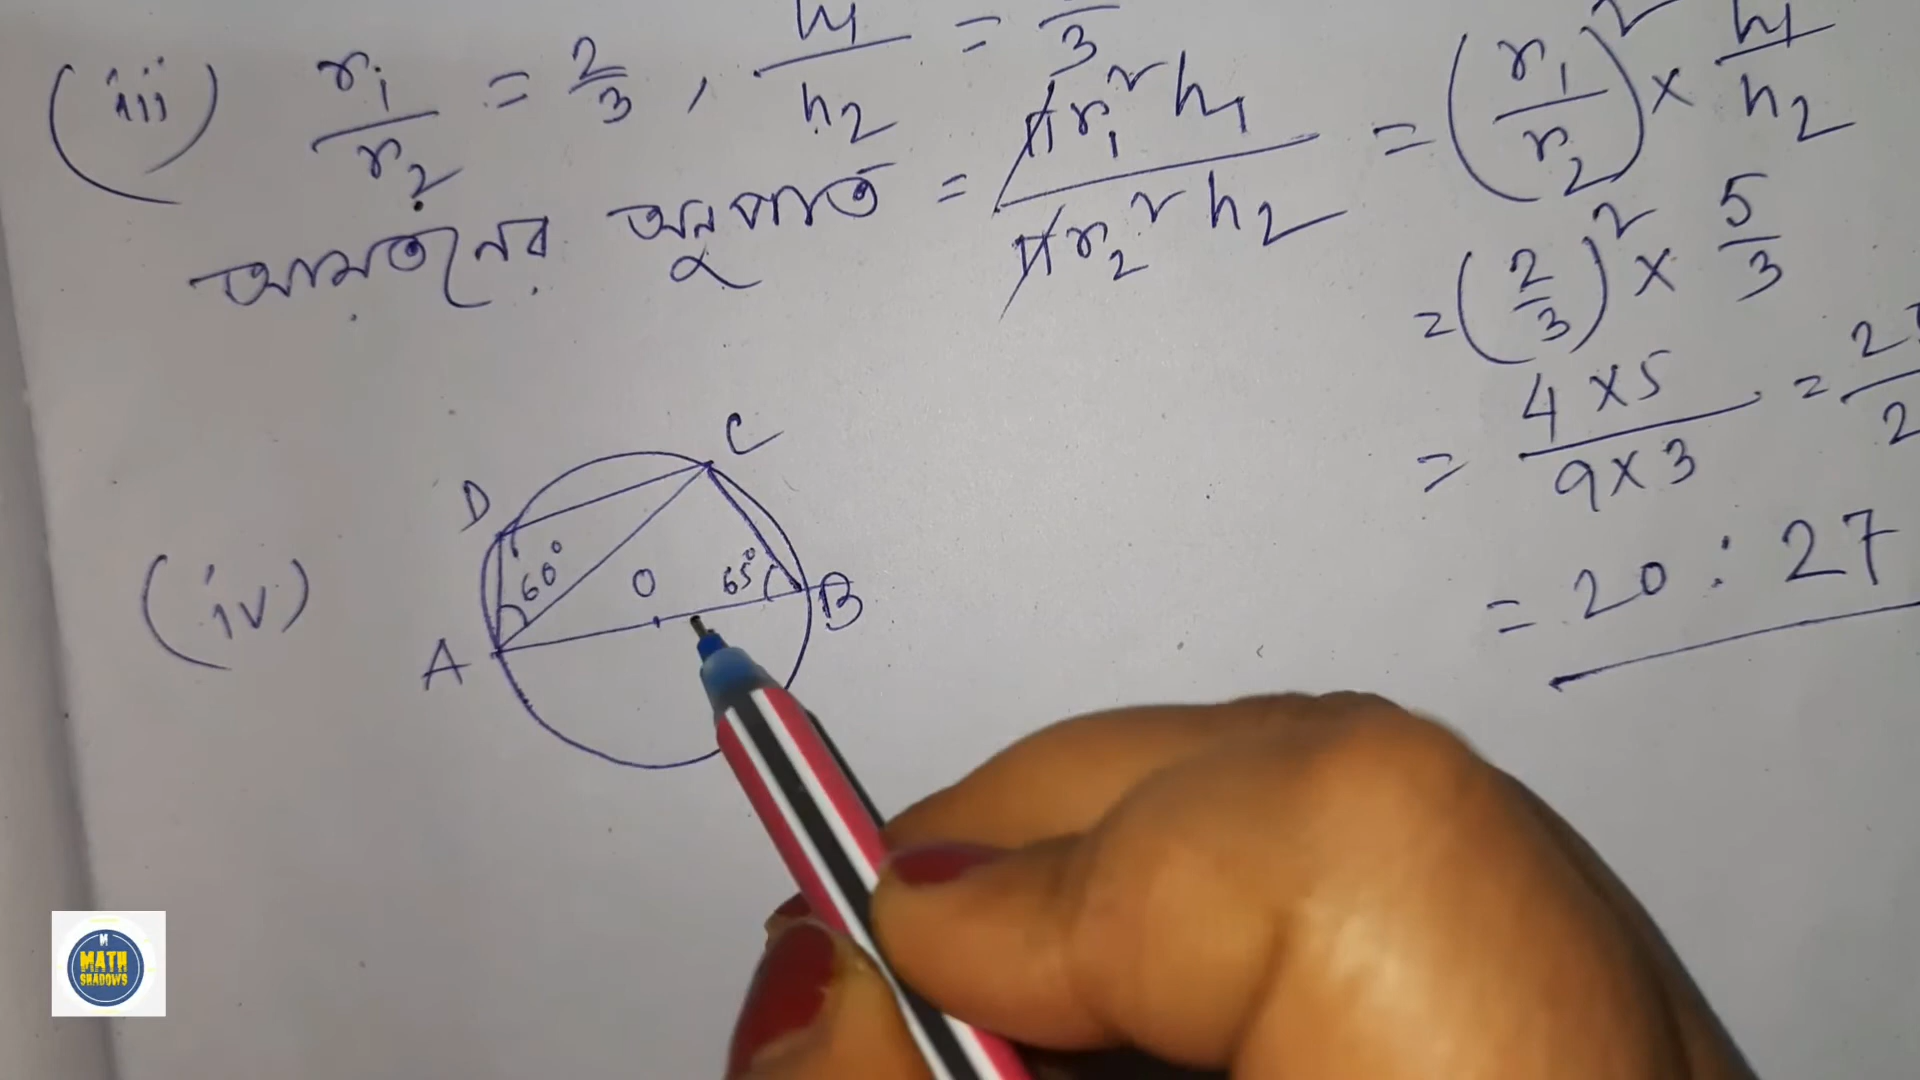 (iii) r₁/r₂ = 2/3, h₁/h₂ = 5/3
আয়তনের অনুপাত = πr₁²h₁/πr₂²h₂ = (r₁/r₂)² × h₁/h₂
= (2/3)² × 5/3
= 4×5/9×3 =
= 20 : 27
(iv)
C
D
60° O 65°
A B
M
MATH
SHADOWS